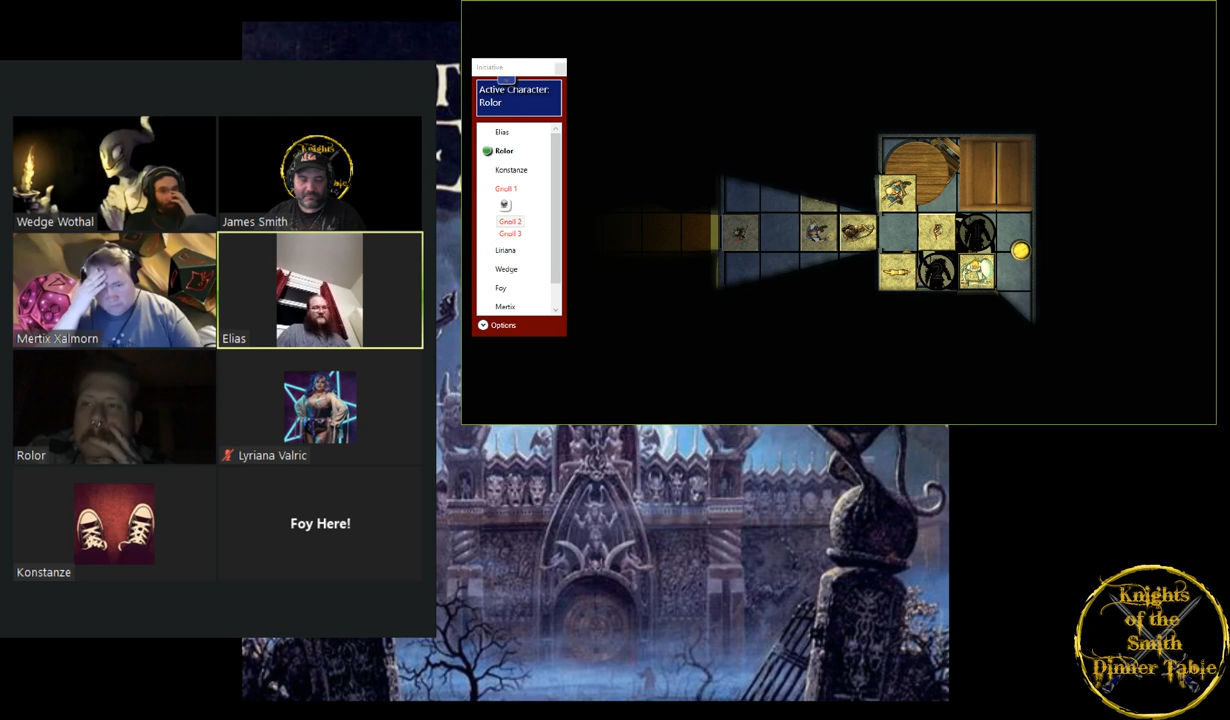 Wedge Wothal
James Smith
Mertix Xalmorn
Elias
Rolor
Lyriana Valric
Konstanze
Foy Here!
Initiative
Active Character:
Rolor
Elias
Rolor
Konstanze
Gnoll 1
Gnoll 2
Gnoll 3
Liriana
Wedge
Foy
Mertix
Options
Knights
of the
Smith
Dinner Table